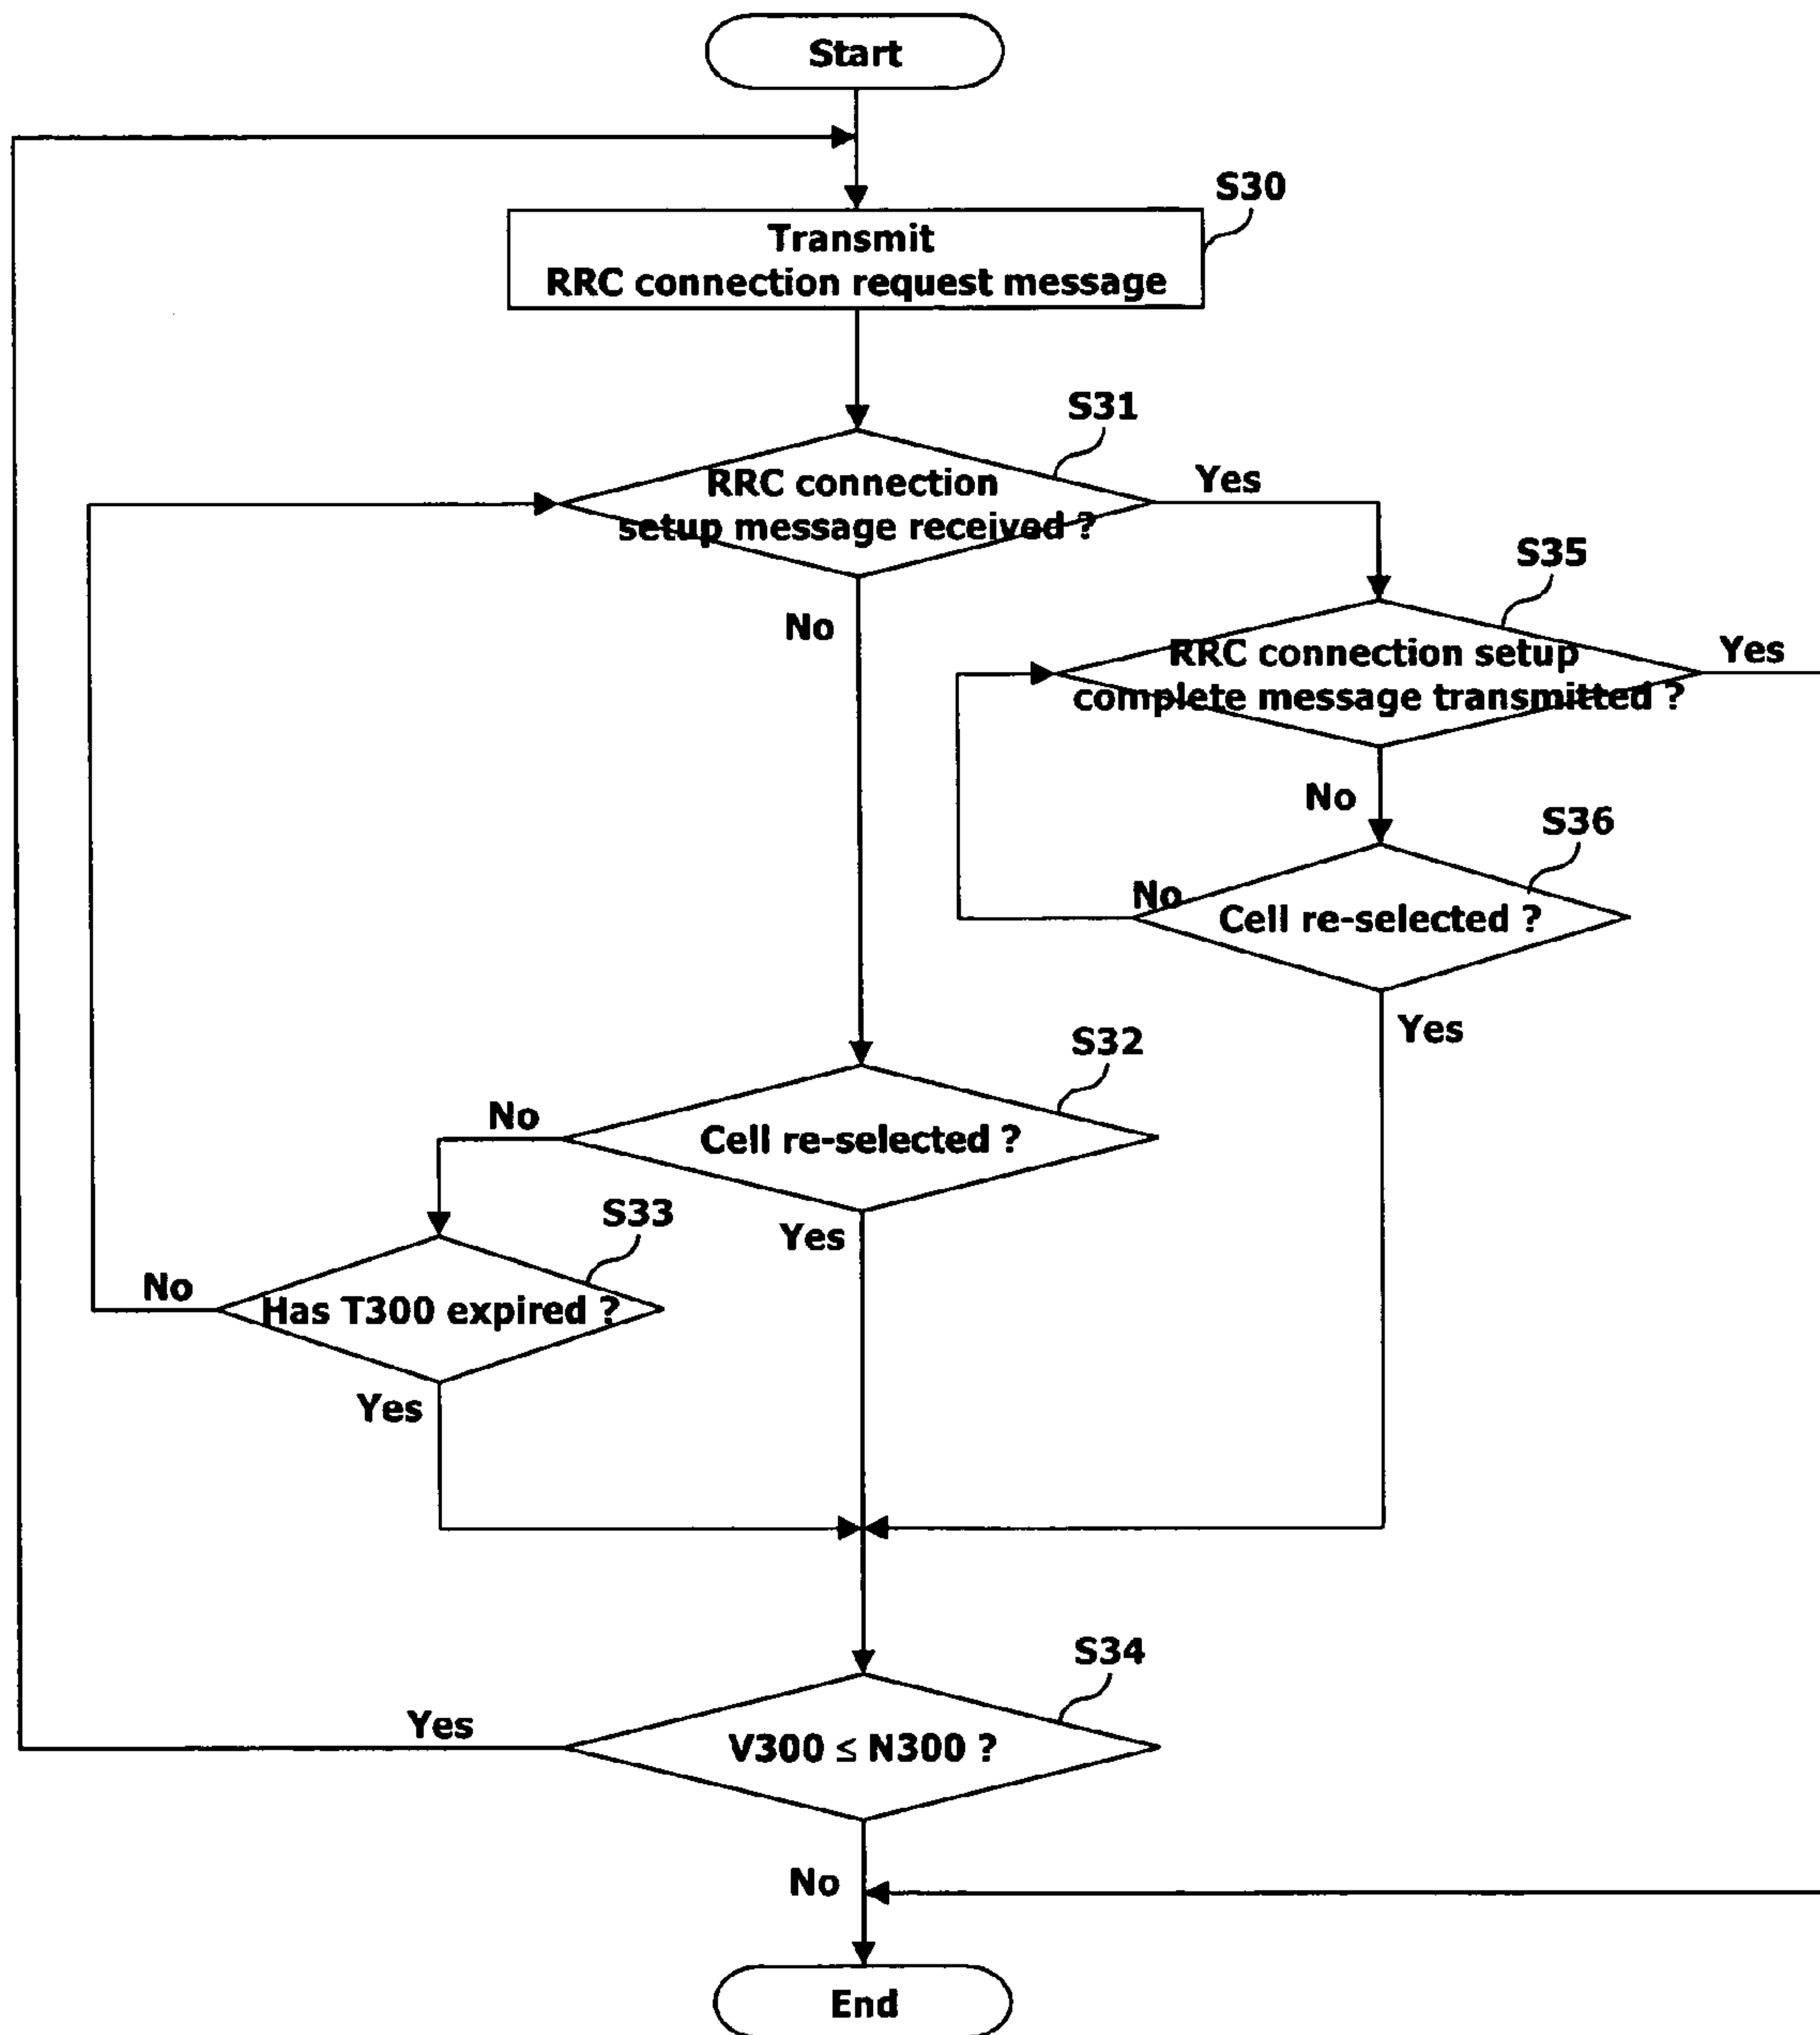 Start
S30
Transmit
RRC connection request message
S31
RRC connection
setup message received ?
Yes
No
S35
RRC connection setup
complete message transmitted ?
Yes
No
S36
Cell re-selected ?
No
Yes
S32
Cell re-selected ?
No
Yes
S33
Has T300 expired ?
No
Yes
S34
V300 ≤ N300 ?
Yes
No
End